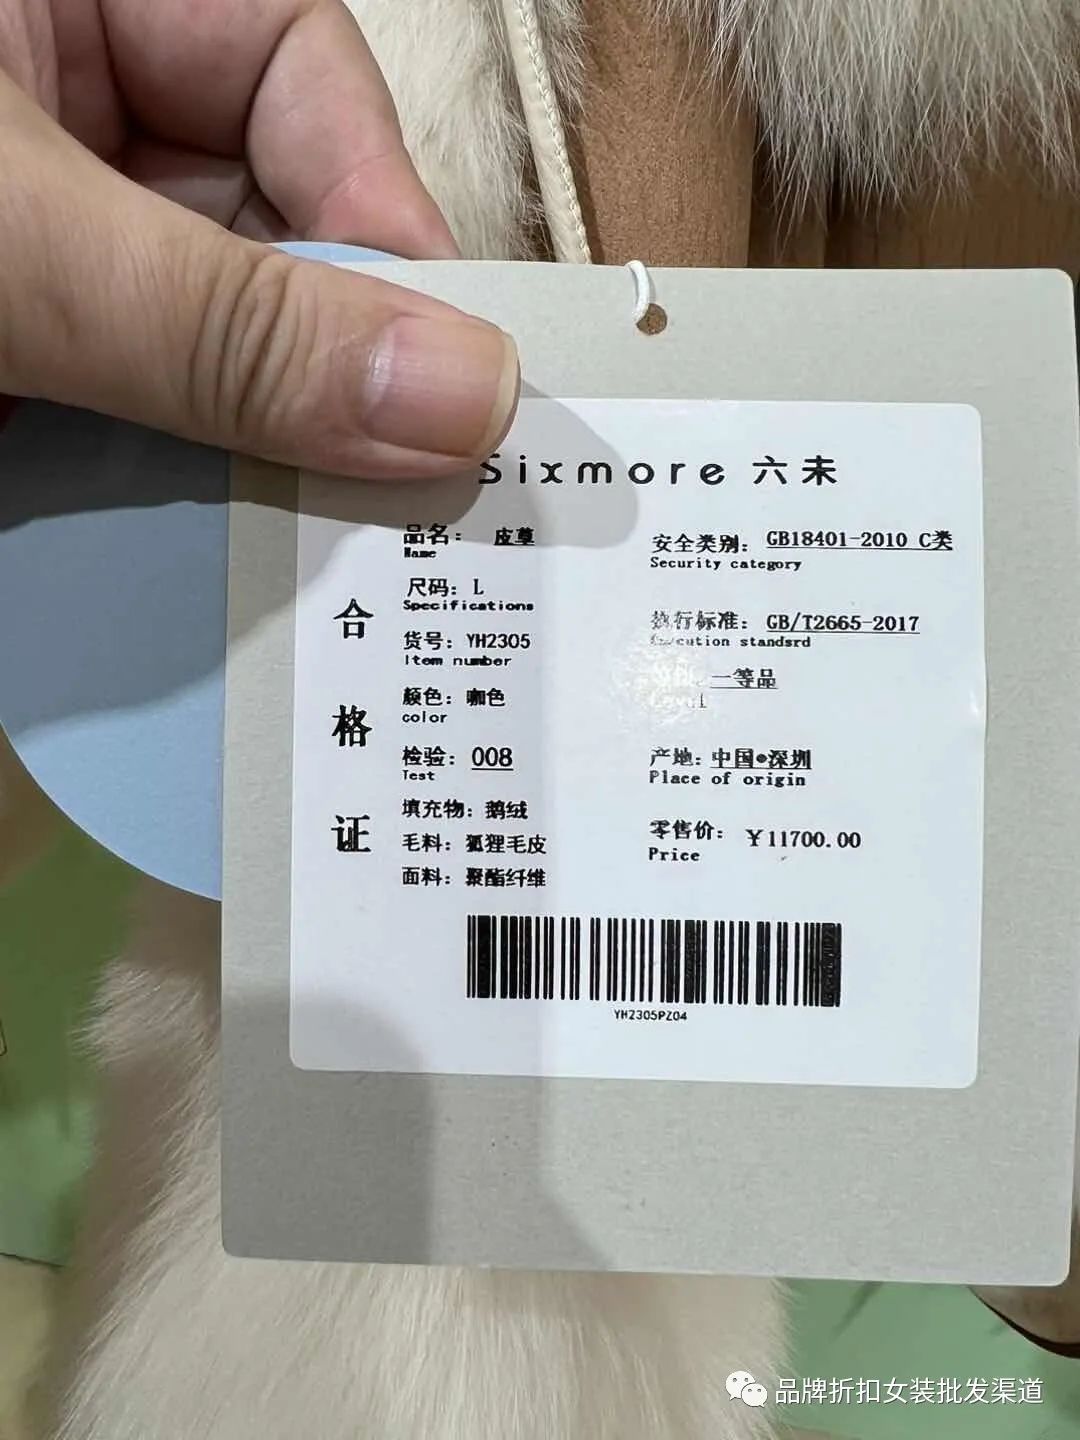 Sixmore 六未
合格证
品名: 皮草
Name
尺码: L
Specifications
货号: YH2305
Item number
颜色: 咖色
color
检验: 008
Test
填充物: 鹅绒
毛料: 狐狸毛皮
面料: 聚酯纤维
安全类别: GB18401-2010 C类
Security category
执行标准: GB/T2665-2017
standsrd
一等品
产地: 中国•深圳
Place of origin
零售价: ￥11700.00
Price
YH2305PZ04
品牌折扣女装批发渠道